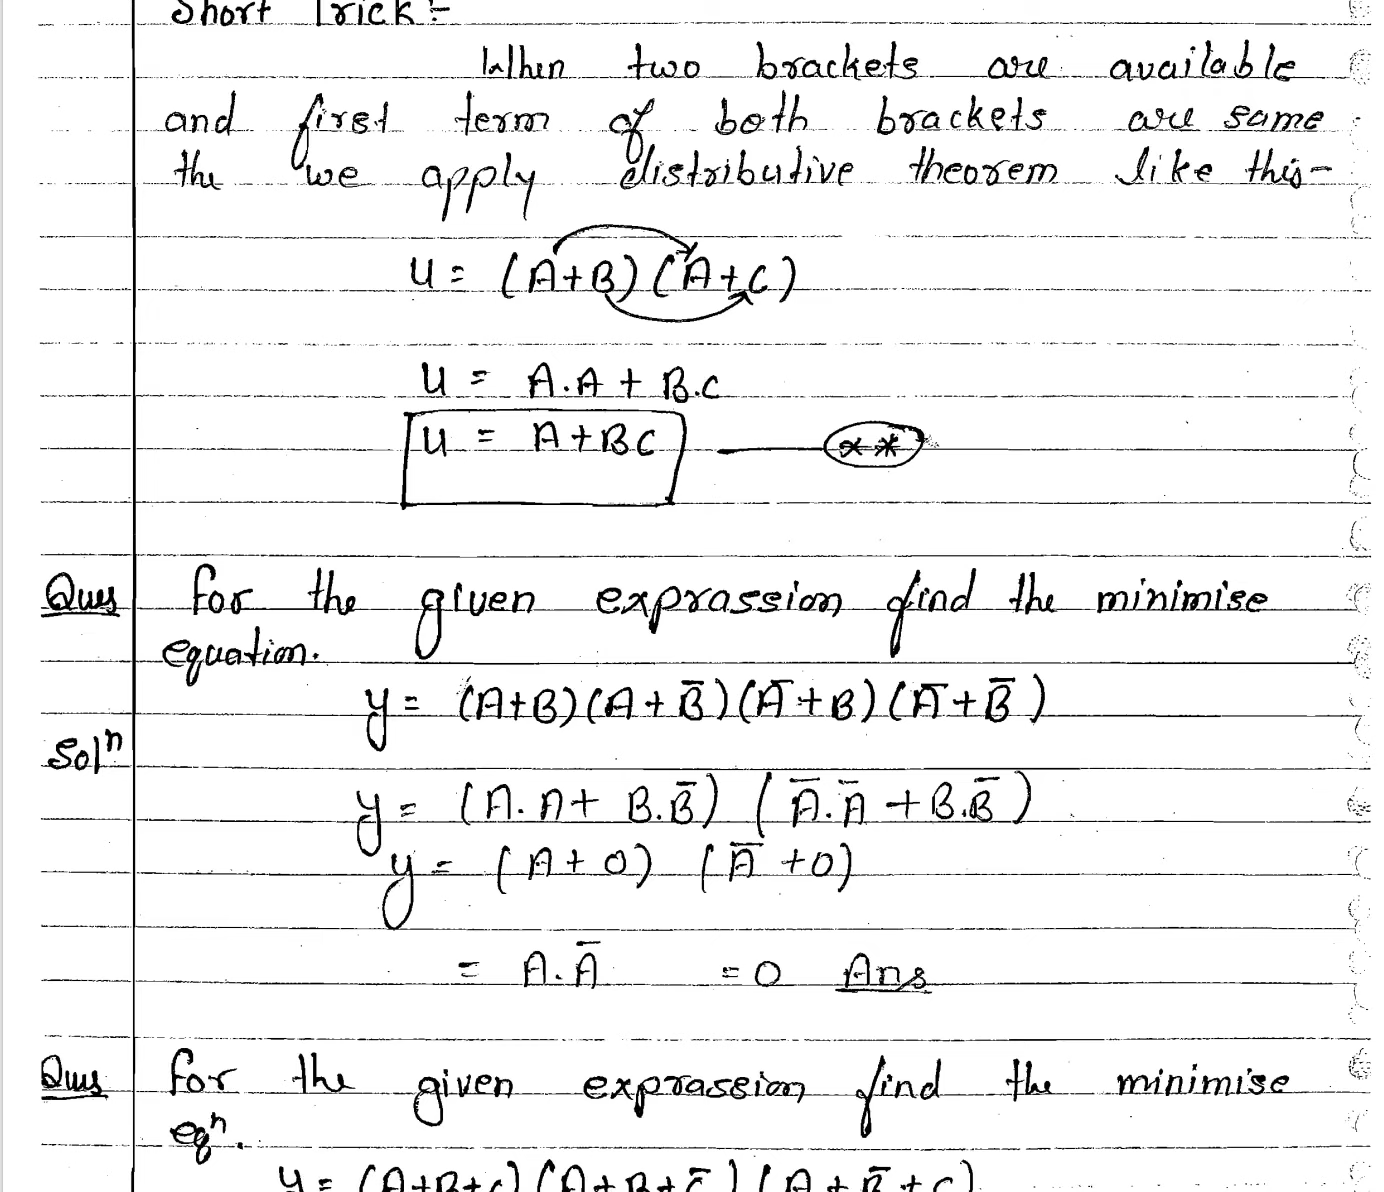 Short Trick :-
When two brackets are available
and first term of both brackets are same
the we apply distributive theorem like this -
y = (A+B) (A+C)
y = A.A + B.C
y = A + BC —— **
Ques for the given exprassion find the minimise
equation.
y = (A+B) (A+B̅) (A̅+B) (A̅+B̅)
Solⁿ
y = (A.A + B.B̅) (A̅.A̅ + B.B̅)
y = (A+0) (A̅+0)
= A.A̅ = 0 Ans
Ques for the given exprassion find the minimise
eqⁿ.
y = (A+B+C) (A+B+C̅) (A+B̅+C)